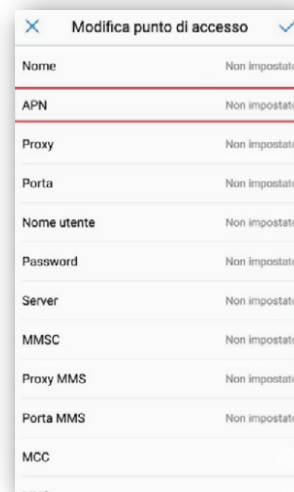 Modifica punto di accesso
Nome Non impostato
APN Non impostato
Proxy Non impostato
Porta Non impostato
Nome utente Non impostato
Password Non impostato
Server Non impostato
MMSC Non impostato
Proxy MMS Non impostato
Porta MMS Non impostato
MCC